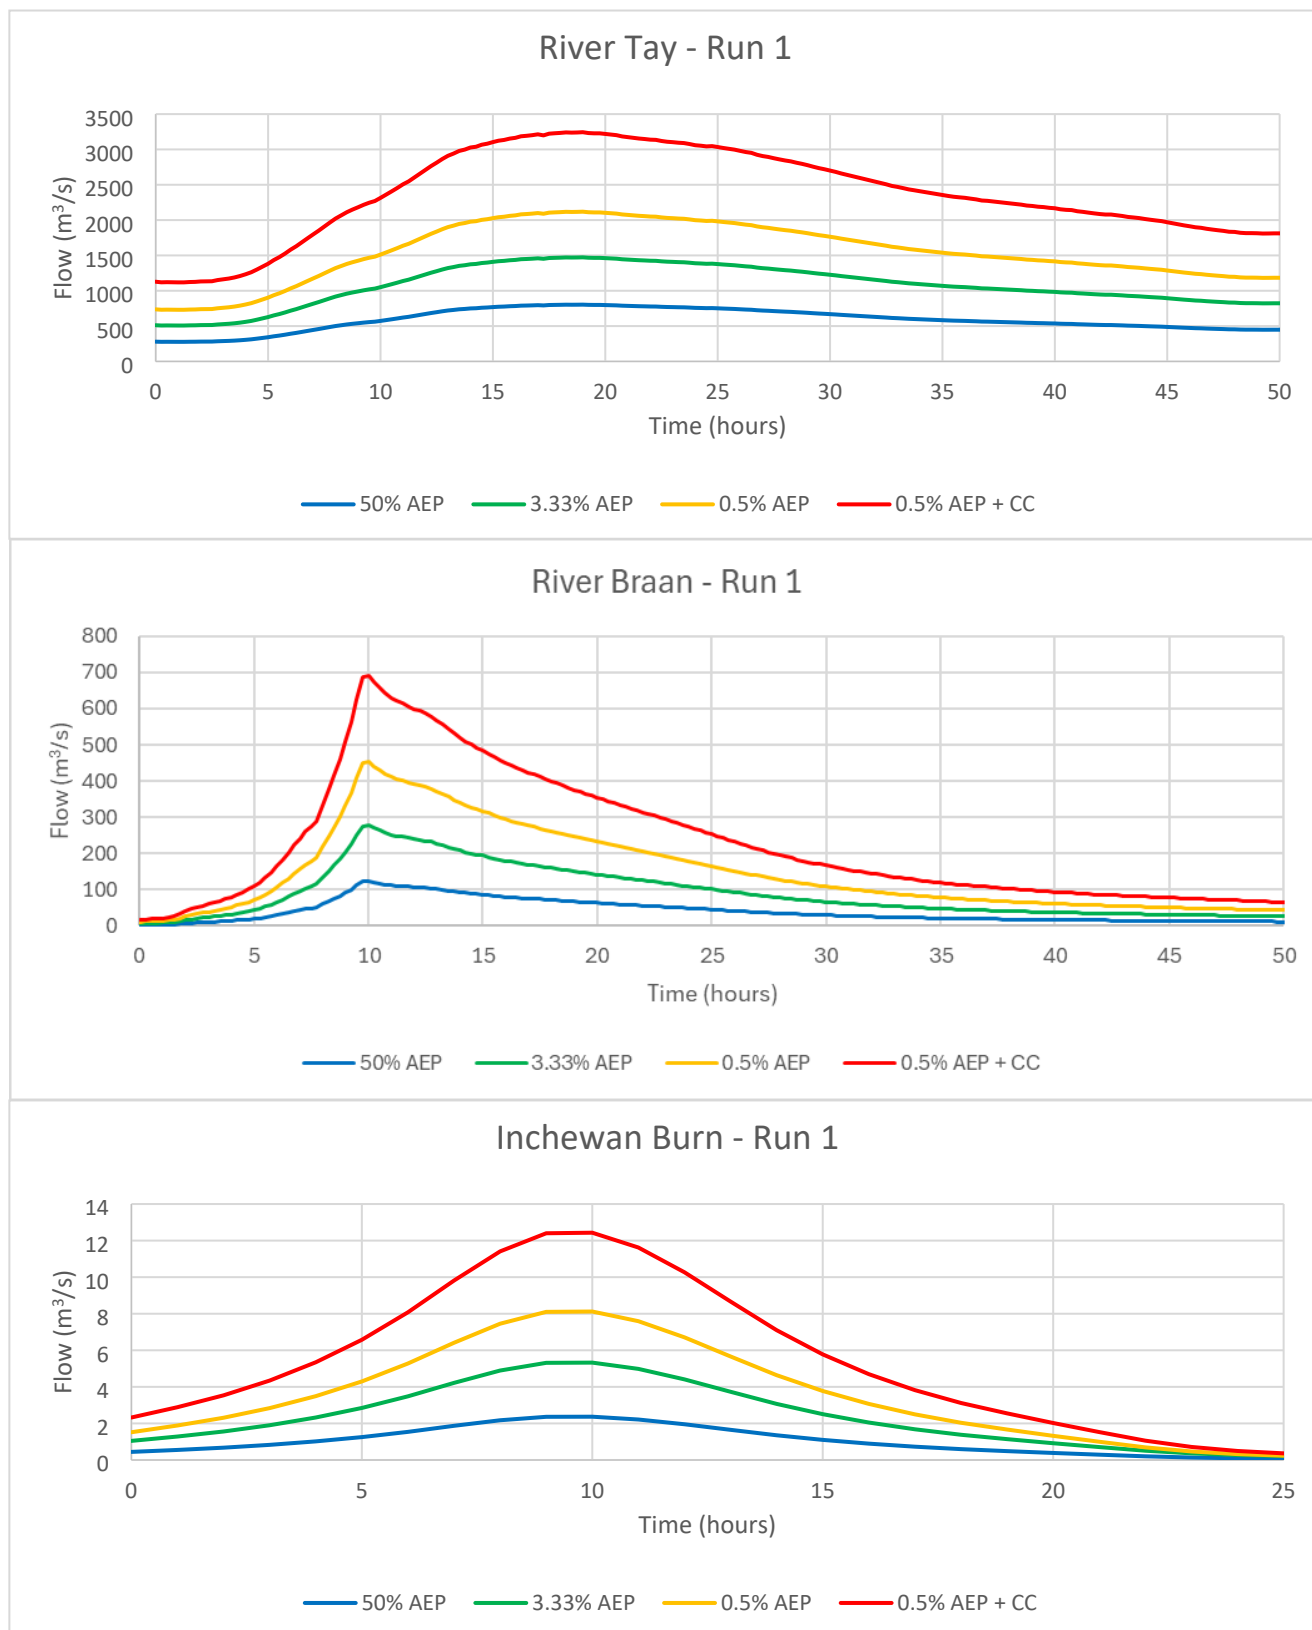 River Tay - Run 1
3500
3000
2500
2000
1500
1000
500
0
Flow (m³/s)
0 5 10 15 20 25 30 35 40 45 50
Time (hours)
50% AEP 3.33% AEP 0.5% AEP 0.5% AEP + CC
River Braan - Run 1
800
700
600
500
400
300
200
100
0
Flow (m³/s)
0 5 10 15 20 25 30 35 40 45 50
Time (hours)
50% AEP 3.33% AEP 0.5% AEP 0.5% AEP + CC
Inchewan Burn - Run 1
14
12
10
8
6
4
2
0
Flow (m³/s)
0 5 10 15 20 25
Time (hours)
50% AEP 3.33% AEP 0.5% AEP 0.5% AEP + CC